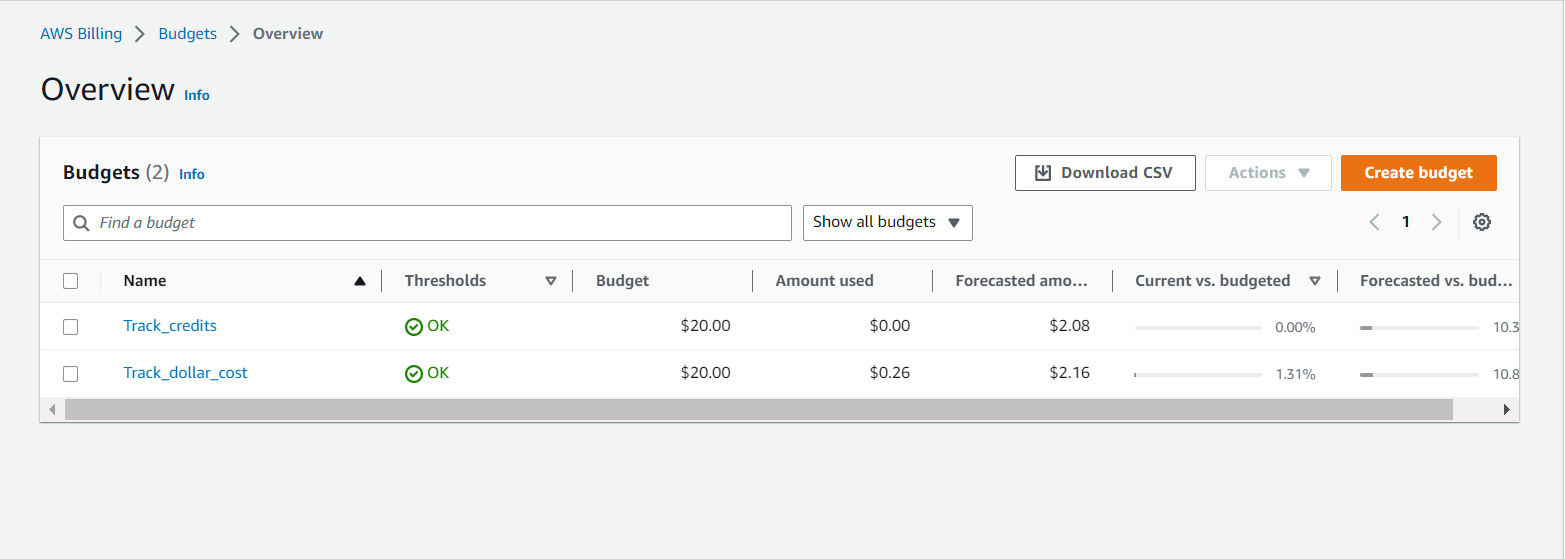 AWS Billing > Budgets > Overview
Overview Info
Budgets (2) Info Download CSV Actions Create budget
Find a budget Show all budgets 1
Name Thresholds Budget Amount used Forecasted amo... Current vs. budgeted Forecasted vs. bud...
Track_credits OK $20.00 $0.00 $2.08 0.00% 10.3
Track_dollar_cost OK $20.00 $0.26 $2.16 1.31% 10.8